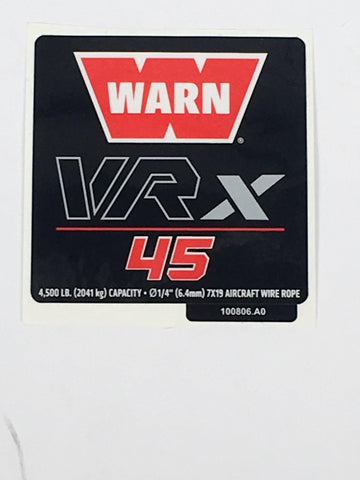 WARN®
VRX
45
4,500 LB. (2041 kg) CAPACITY • Ø1/4" (6.4mm) 7X19 AIRCRAFT WIRE ROPE
100806.A0